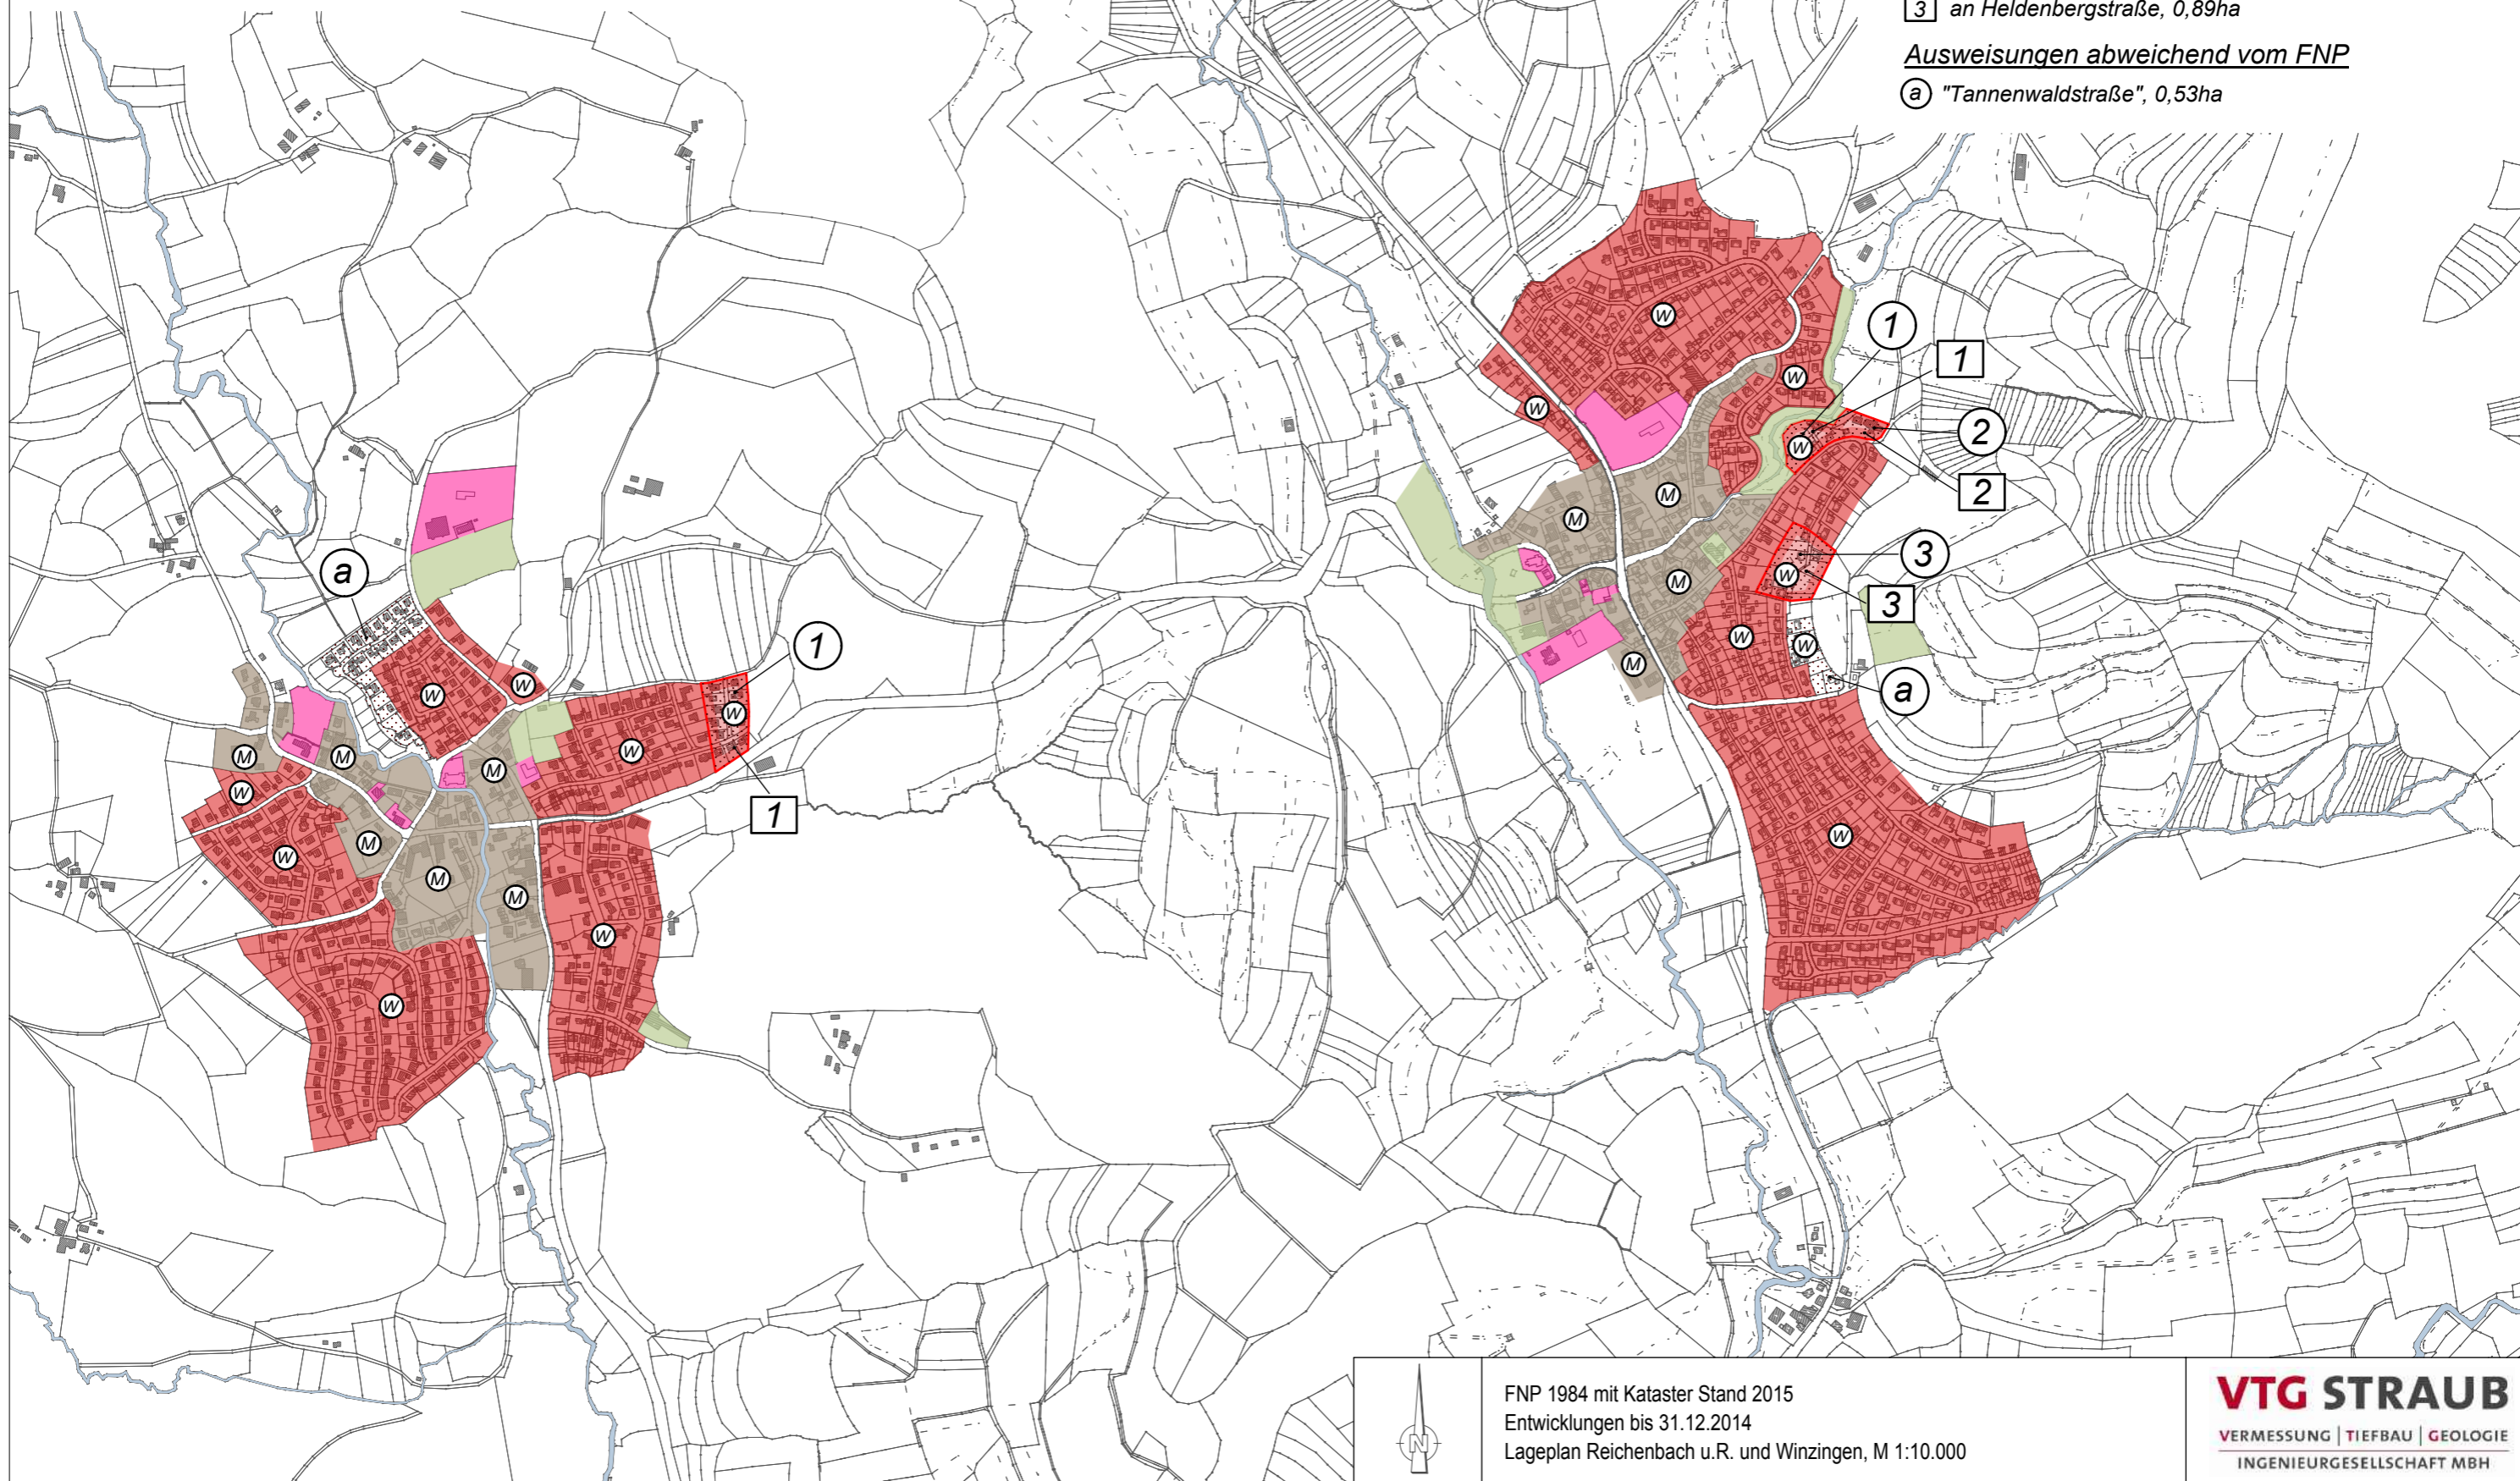 3 an Heldenbergstraße, 0,89ha
Ausweisungen abweichend vom FNP
a "Tannenwaldstraße", 0,53ha
W
1
W
1
W
2
W
2
M
M
3
a
M
W
3
W
W
1
M
W
W
W
a
W
M
M
M
W
W
1
W
M
W
M
M
W
W
N
FNP 1984 mit Kataster Stand 2015
Entwicklungen bis 31.12.2014
Lageplan Reichenbach u.R. und Winzingen, M 1:10.000
VTG STRAUB
VERMESSUNG | TIEFBAU | GEOLOGIE
INGENIEURGESELLSCHAFT MBH